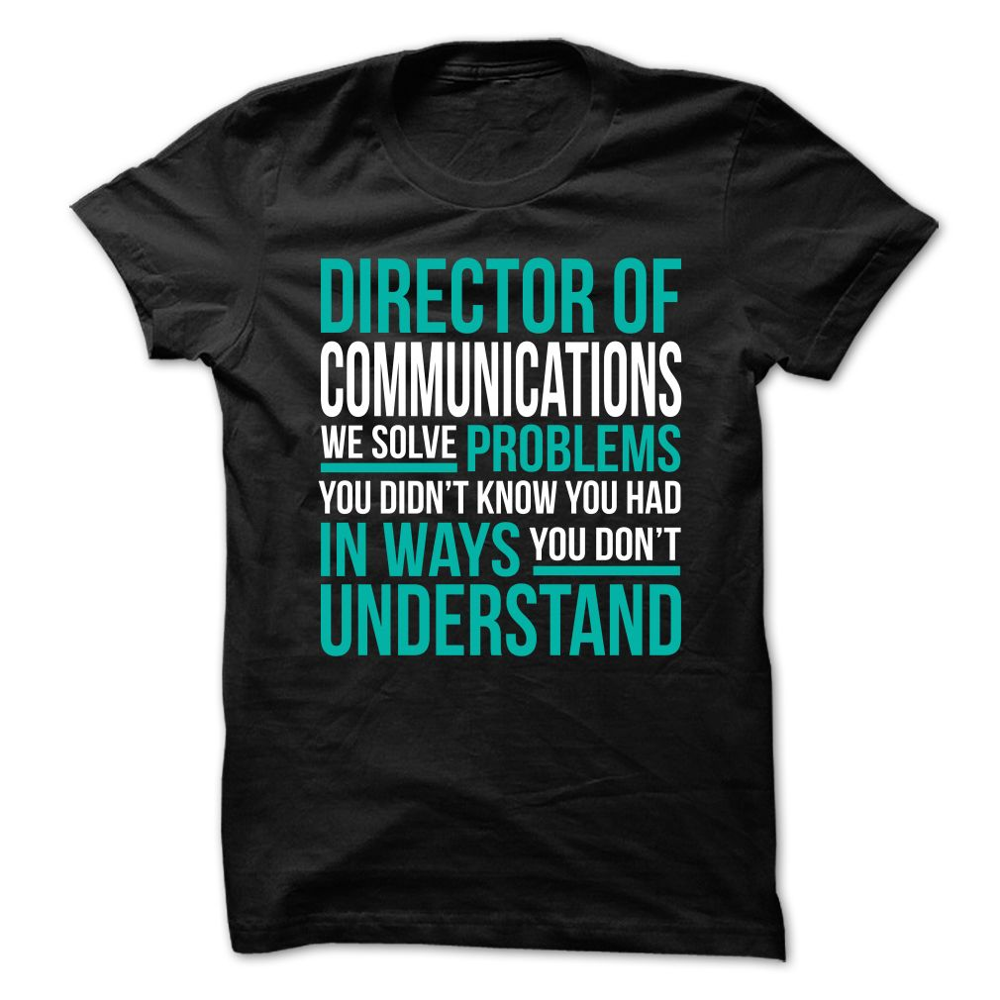 DIRECTOR OF
COMMUNICATIONS
WE SOLVE PROBLEMS
YOU DIDN'T KNOW YOU HAD
IN WAYS YOU DON'T
UNDERSTAND